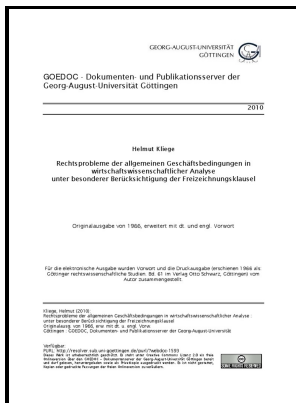 GEORG-AUGUST-UNIVERSITÄT
GÖTTINGEN
GOEDOC - Dokumenten- und Publikationsserver der
Georg-August-Universität Göttingen
2010
Helmut Kliege
Rechtsprobleme der allgemeinen Geschäftsbedingungen in
wirtschaftswissenschaftlicher Analyse
unter besonderer Berücksichtigung der Freizeichnungsklausel
Originalausgabe von 1966, erweitert mit dt. und engl. Vorwort
Für die elektronische Ausgabe wurden Vorwort und die Druckausgabe (erschienen 1966 als
Göttinger rechtswissenschaftliche Studien, Bd. 61 im Verlag Otto Schwarz, Göttingen) vom
Autor zusammengestellt.
Kliege, Helmut (2010)
Rechtsprobleme der allgemeinen Geschäftsbedingungen in wirtschaftswissenschaftlicher Analyse :
unter besonderer Berücksichtigung der Freizeichnungsklausel
Originalausg. von 1966, erw. mit dt. u. engl. Vorw.
Göttingen : GOEDOC, Dokumenten- und Publikationsserver der Georg-August-Universität
Verfügbar:
PURL: http://resolver.sub.uni-goettingen.de/purl/?webdoc-1599